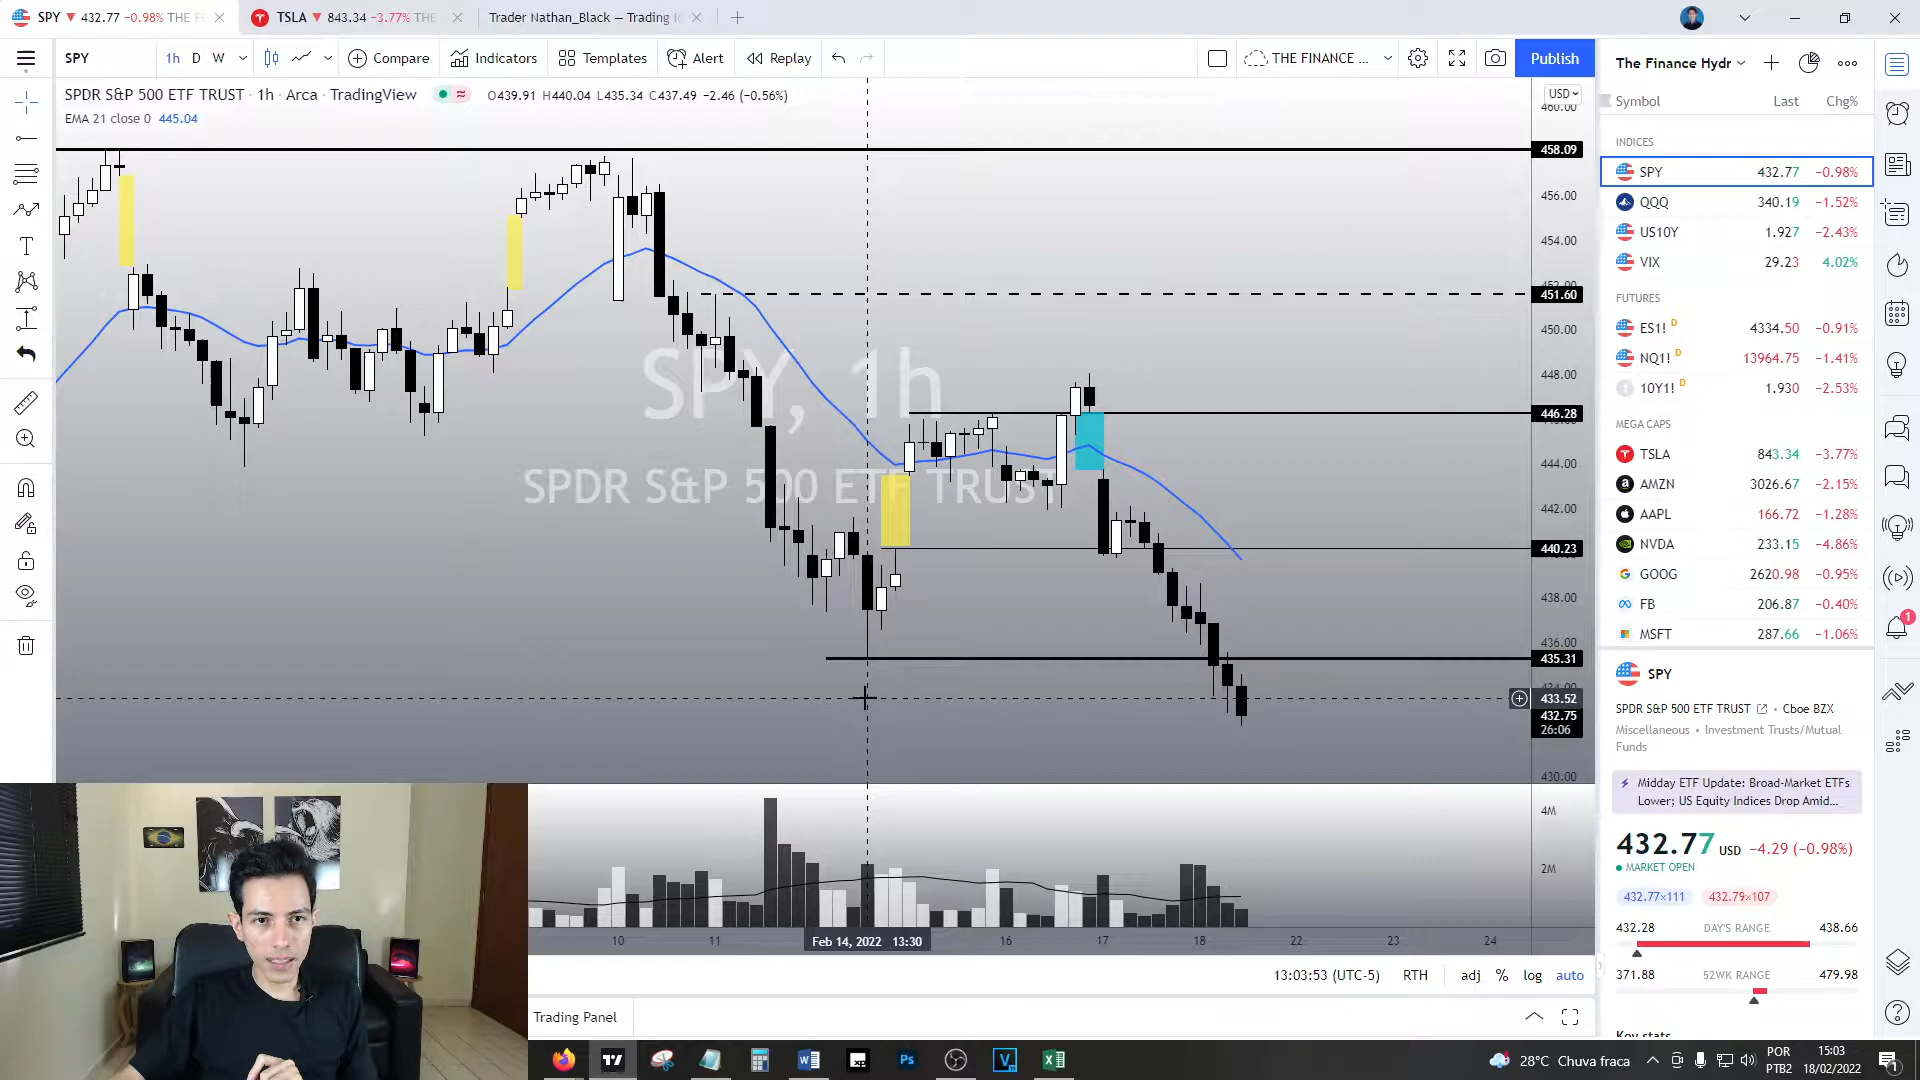 SPY ▼ 432.77 −0.98% THE F
TSLA ▼ 843.34 −3.77% THE
Trader Nathan_Black — Trading I
SPY
1h D W
Compare
Indicators
Templates
Alert
Replay
THE FINANCE ...
Publish
The Finance Hydr
SPDR S&P 500 ETF TRUST · 1h · Arca · TradingView
O439.91 H440.04 L435.34 C437.49 −2.46 (−0.56%)
EMA 21 close 0 445.04
USD
460.00
458.09
456.00
454.00
451.60
450.00
448.00
446.28
444.00
442.00
440.23
438.00
436.00
435.31
433.52
432.75
26:06
430.00
4M
2M
SPY, 1h
SPDR S&P 500 ETF TRUST
10 11 Feb 14, 2022 13:30 16 17 18 22 23 24
13:03:53 (UTC-5) RTH adj % log auto
Trading Panel
Symbol Last Chg%
INDICES
SPY 432.77 −0.98%
QQQ 340.19 −1.52%
US10Y 1.927 −2.43%
VIX 29.23 4.02%
FUTURES
ES1! D 4334.50 −0.91%
NQ1! D 13964.75 −1.41%
10Y1! D 1.930 −2.53%
MEGA CAPS
TSLA 843.34 −3.77%
AMZN 3026.67 −2.15%
AAPL 166.72 −1.28%
NVDA 233.15 −4.86%
GOOG 2620.98 −0.95%
FB 206.87 −0.40%
MSFT 287.66 −1.06%
SPY
SPDR S&P 500 ETF TRUST • Cboe BZX
Miscellaneous • Investment Trusts/Mutual
Funds
Midday ETF Update: Broad-Market ETFs
Lower; US Equity Indices Drop Amid...
432.77 USD −4.29 (−0.98%)
MARKET OPEN
432.77×111 432.79×107
432.28 DAY'S RANGE 438.66
371.88 52WK RANGE 479.98
Key stats
1
28°C Chuva fraca
POR
PTB2
15:03
18/02/2022
1